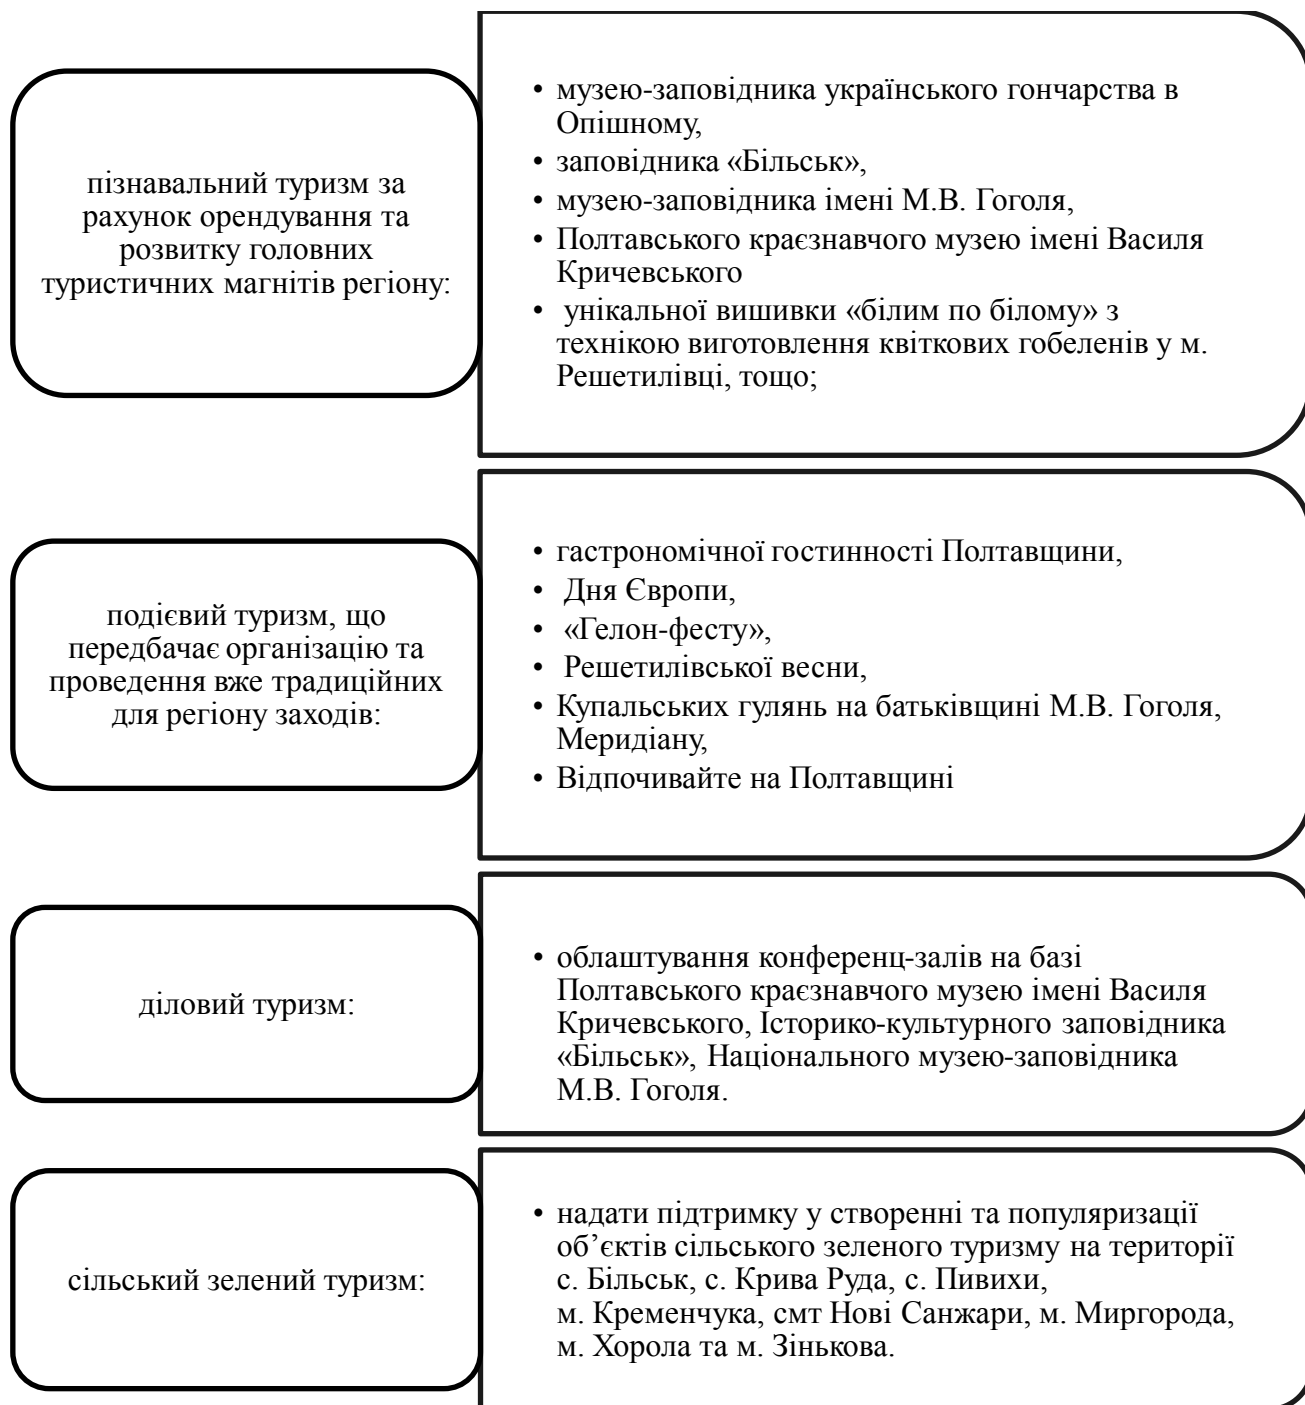 пізнавальний туризм за
рахунок орендування та
розвитку головних
туристичних магнітів регіону:
• музею-заповідника українського гончарства в
Опішному,
• заповідника «Більськ»,
• музею-заповідника імені М.В. Гоголя,
• Полтавського краєзнавчого музею імені Василя
Кричевського
• унікальної вишивки «білим по білому» з
технікою виготовлення квіткових гобеленів у м.
Решетилівці, тощо;
подієвий туризм, що
передбачає організацію та
проведення вже традиційних
для регіону заходів:
• гастрономічної гостинності Полтавщини,
• Дня Європи,
• «Гелон-фесту»,
• Решетилівської весни,
• Купальських гулянь на батьківщині М.В. Гоголя,
Меридіану,
• Відпочивайте на Полтавщині
діловий туризм:
• облаштування конференц-залів на базі
Полтавського краєзнавчого музею імені Василя
Кричевського, Історико-культурного заповідника
«Більськ», Національного музею-заповідника
М.В. Гоголя.
сільський зелений туризм:
• надати підтримку у створенні та популяризації
об’єктів сільського зеленого туризму на території
с. Більськ, с. Крива Руда, с. Пивихи,
м. Кременчука, смт Нові Санжари, м. Миргорода,
м. Хорола та м. Зінькова.